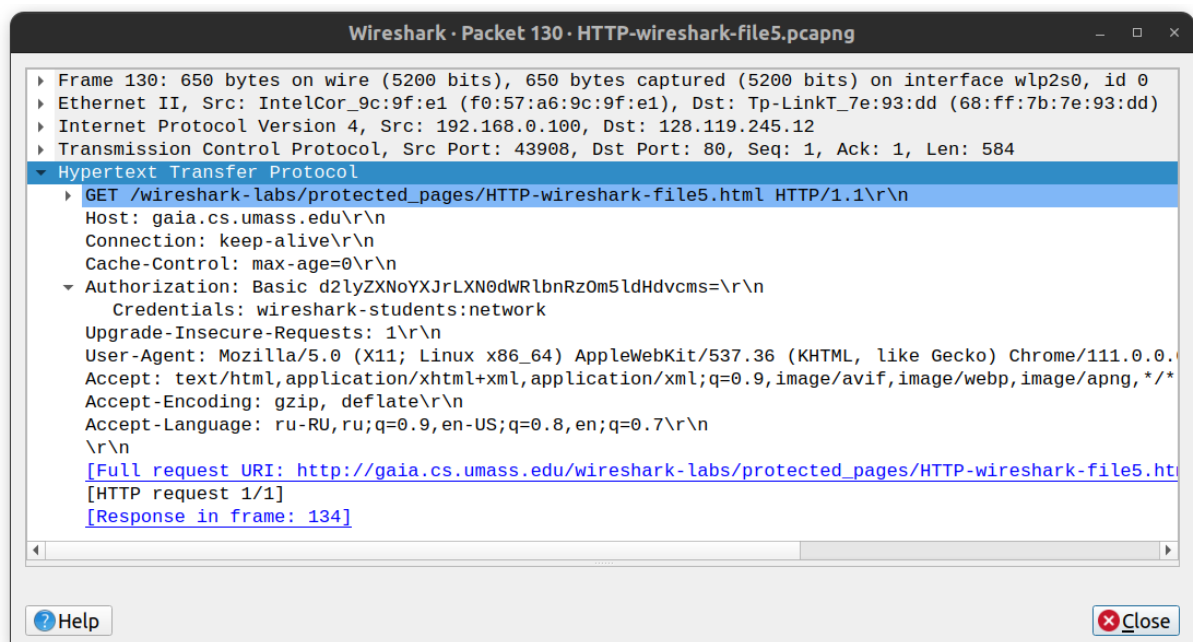 Wireshark · Packet 130 · HTTP-wireshark-file5.pcapng
Frame 130: 650 bytes on wire (5200 bits), 650 bytes captured (5200 bits) on interface wlp2s0, id 0
Ethernet II, Src: IntelCor_9c:9f:e1 (f0:57:a6:9c:9f:e1), Dst: Tp-LinkT_7e:93:dd (68:ff:7b:7e:93:dd)
Internet Protocol Version 4, Src: 192.168.0.100, Dst: 128.119.245.12
Transmission Control Protocol, Src Port: 43908, Dst Port: 80, Seq: 1, Ack: 1, Len: 584
Hypertext Transfer Protocol
GET /wireshark-labs/protected_pages/HTTP-wireshark-file5.html HTTP/1.1\r\n
Host: gaia.cs.umass.edu\r\n
Connection: keep-alive\r\n
Cache-Control: max-age=0\r\n
Authorization: Basic d2lyZXNoYXJrLXN0dWRlbnRzOm5ldHdvcms=\r\n
Credentials: wireshark-students:network
Upgrade-Insecure-Requests: 1\r\n
User-Agent: Mozilla/5.0 (X11; Linux x86_64) AppleWebKit/537.36 (KHTML, like Gecko) Chrome/111.0.0.
Accept: text/html,application/xhtml+xml,application/xml;q=0.9,image/avif,image/webp,image/apng,*/*
Accept-Encoding: gzip, deflate\r\n
Accept-Language: ru-RU,ru;q=0.9,en-US;q=0.8,en;q=0.7\r\n
\r\n
[Full request URI: http://gaia.cs.umass.edu/wireshark-labs/protected_pages/HTTP-wireshark-file5.ht
[HTTP request 1/1]
[Response in frame: 134]
Help
Close